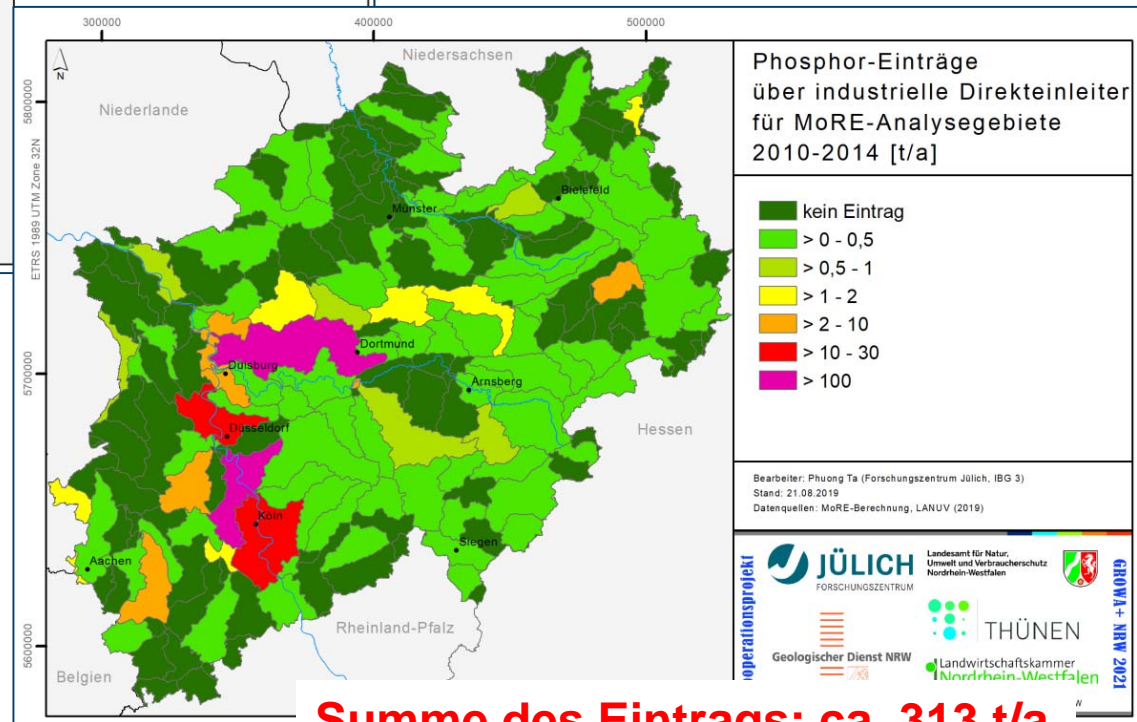 300000
400000
500000
5800000
5700000
5600000
ETRS 1989 UTM Zone 32N
N
Niederlande
Niedersachsen
Hessen
Rheinland-Pfalz
Belgien
Münster
Bielefeld
Dortmund
Duisburg
Arnsberg
Düsseldorf
Köln
Siegen
Aachen
Phosphor-Einträge
über industrielle Direkteinleiter
für MoRE-Analysegebiete
2010-2014 [t/a]
kein Eintrag
> 0 - 0,5
> 0,5 - 1
> 1 - 2
> 2 - 10
> 10 - 30
> 100
Bearbeiter: Phuong Ta (Forschungszentrum Jülich, IBG 3)
Stand: 21.08.2019
Datenquellen: MoRE-Berechnung, LANUV (2019)
ooperationsprojekt
JÜLICH
FORSCHUNGSZENTRUM
Landesamt für Natur,
Umwelt und Verbraucherschutz
Nordrhein-Westfalen
THÜNEN
Geologischer Dienst NRW
Landwirtschaftskammer
Nordrhein-Westfalen
GROWA+ NRW 2021
Summe des Eintrags: ca. 313 t/a